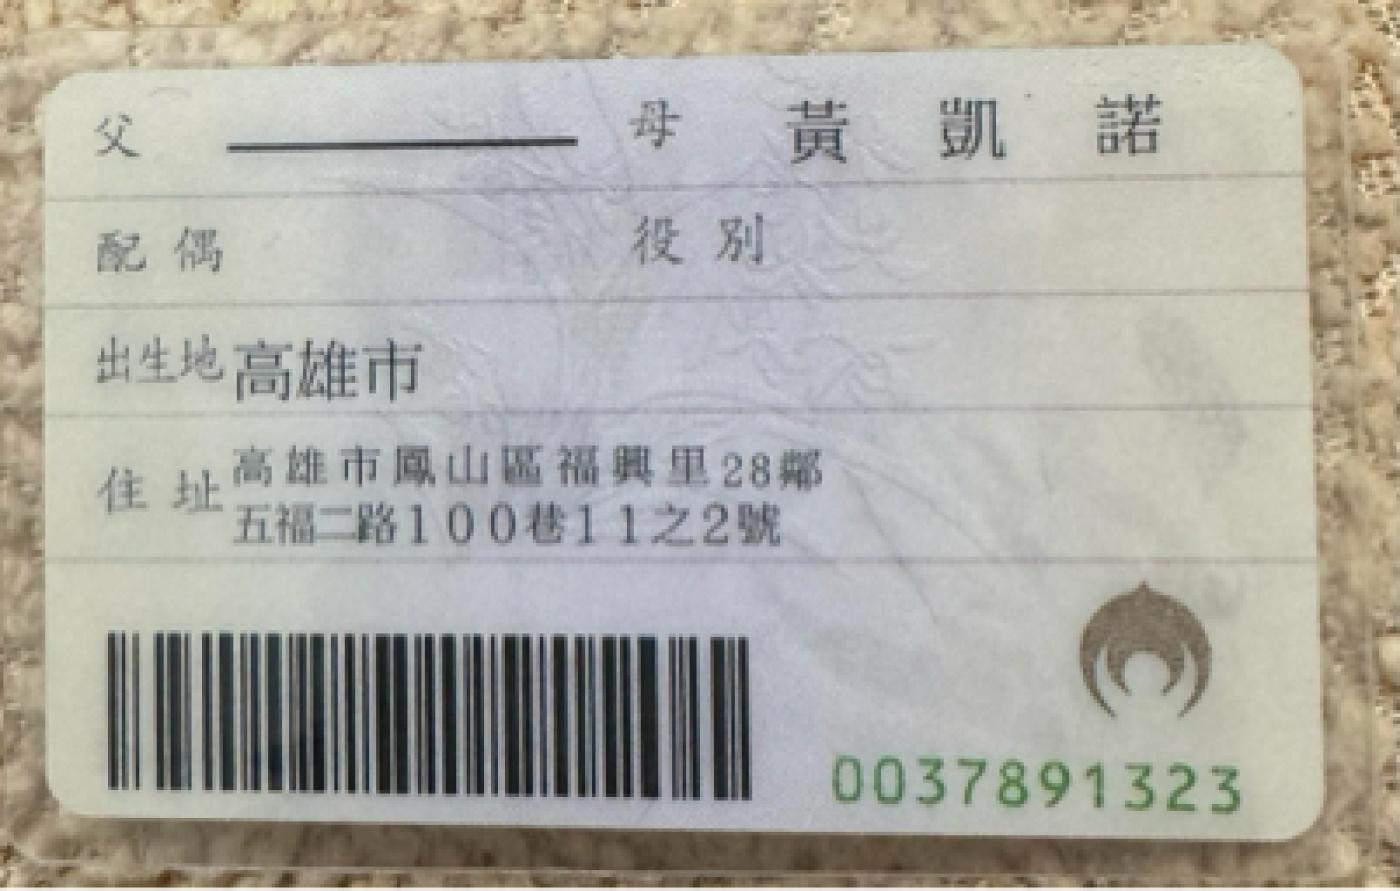 父 母 黃凱諾
配偶 役別
出生地 高雄市
住址 高雄市鳳山區福興里28鄰
五福二路100巷11之2號
0037891323